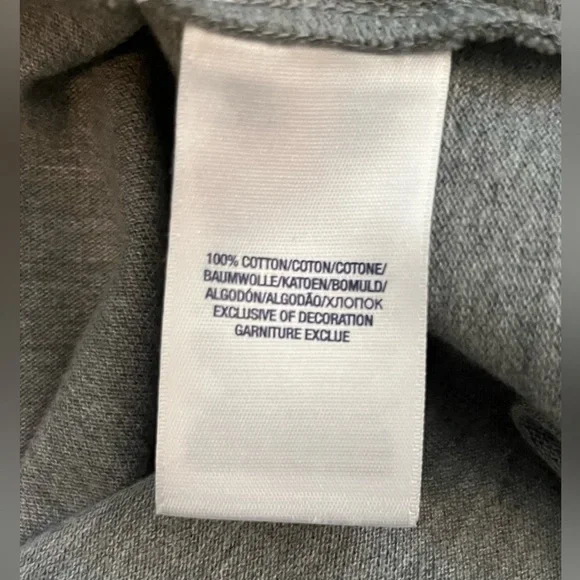 100% COTTON/COTON/COTONE/
BAUMWOLLE/KATOEN/BOMULD/
ALGODÓN/ALGODÃO/ХЛОПОК
EXCLUSIVE OF DECORATION
GARNITURE EXCLUE